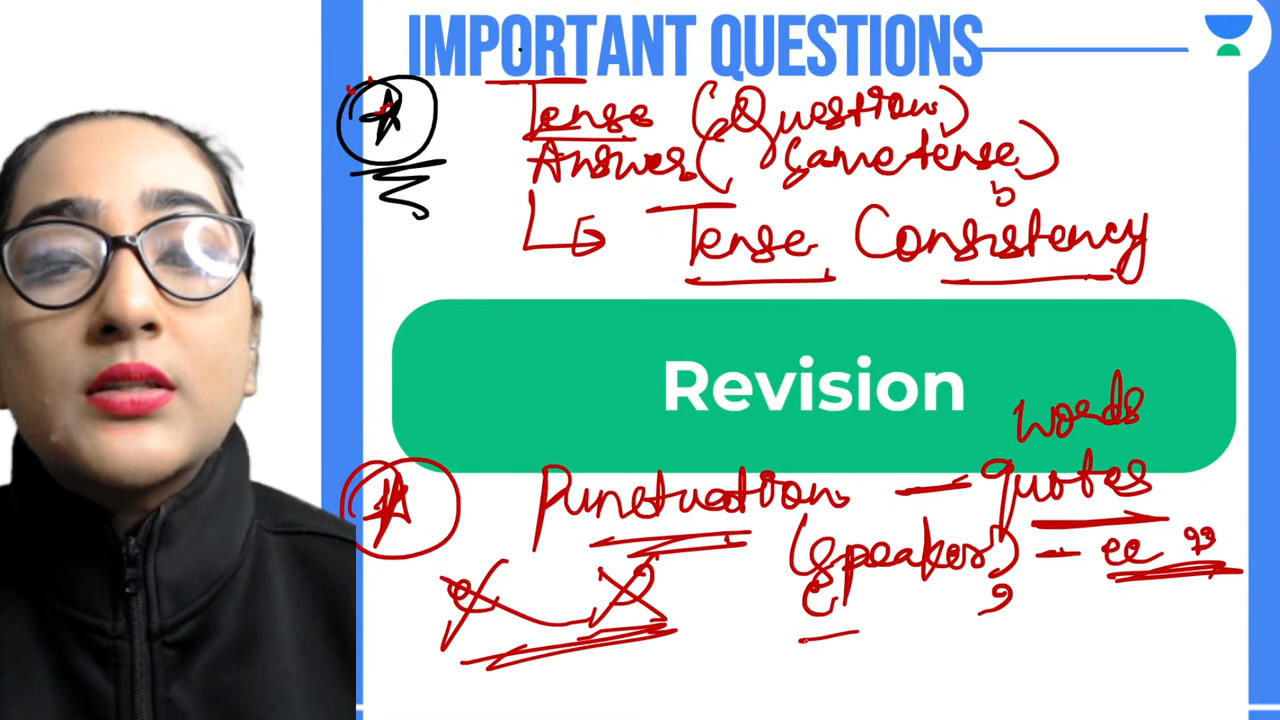 IMPORTANT QUESTIONS
Tense (Question)
Answer (same tense)
Tense Consistency
Revision
words
Punctuation — quotes
(speaker) — “ ”
‘ ’